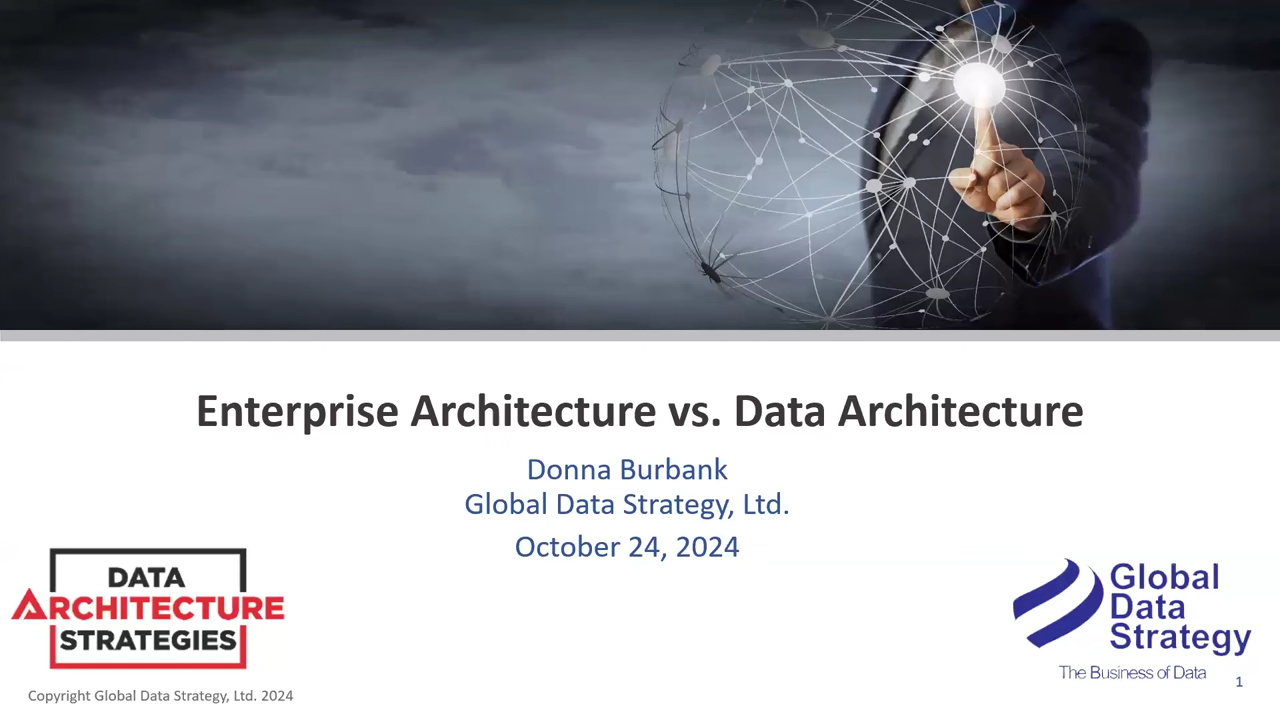 Enterprise Architecture vs. Data Architecture
Donna Burbank
Global Data Strategy, Ltd.
October 24, 2024
DATA
ARCHITECTURE
STRATEGIES
Global
Data
Strategy
The Business of Data
Copyright Global Data Strategy, Ltd. 2024
1